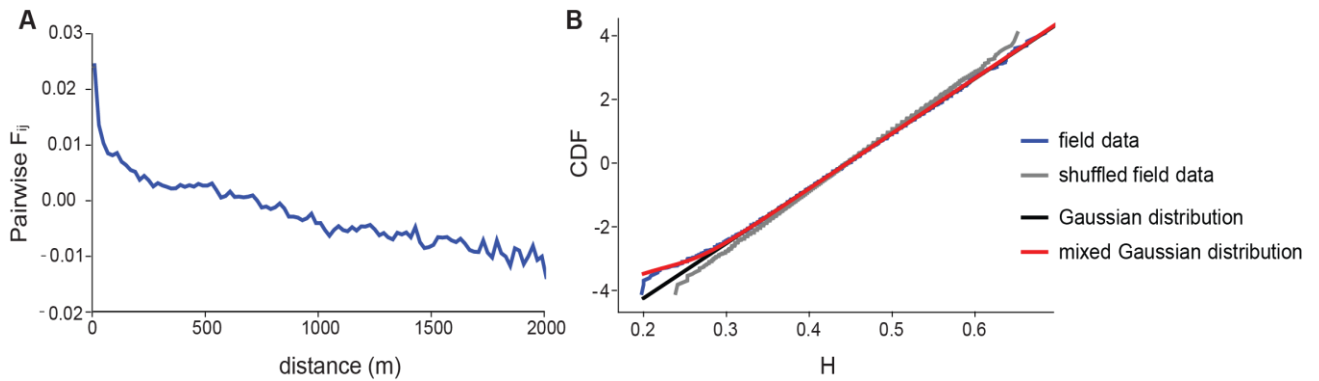 A
0.03
0.02
0.01
0.00
-0.01
-0.02
Pairwise Fij
0
500
1000
1500
2000
distance (m)
B
4
2
0
-2
-4
CDF
0.2
0.3
0.4
0.5
0.6
H
field data
shuffled field data
Gaussian distribution
mixed Gaussian distribution